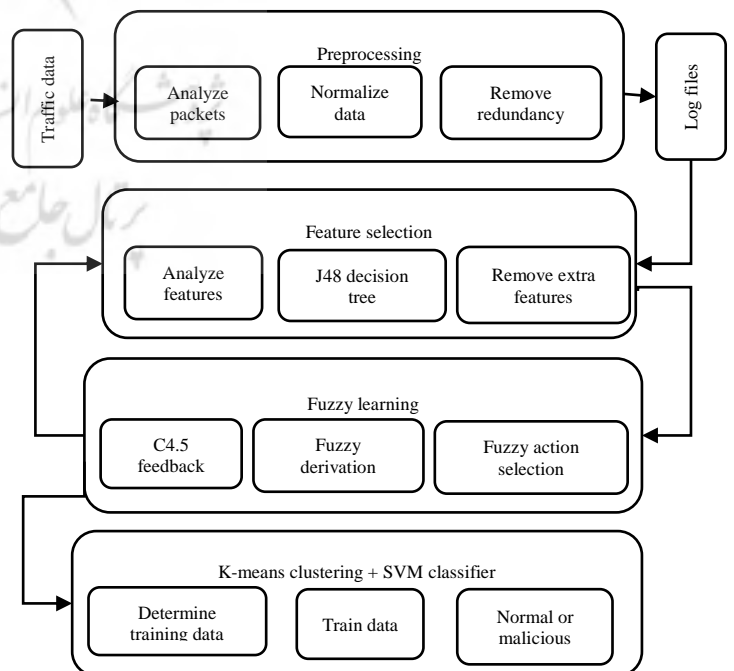 Traffic data
Preprocessing
Analyze
packets
Normalize
data
Remove
redundancy
Log files
Feature selection
Analyze
features
J48 decision
tree
Remove extra
features
Fuzzy learning
C4.5
feedback
Fuzzy
derivation
Fuzzy action
selection
K-means clustering + SVM classifier
Determine
training data
Train data
Normal or
malicious
پرتال جامع